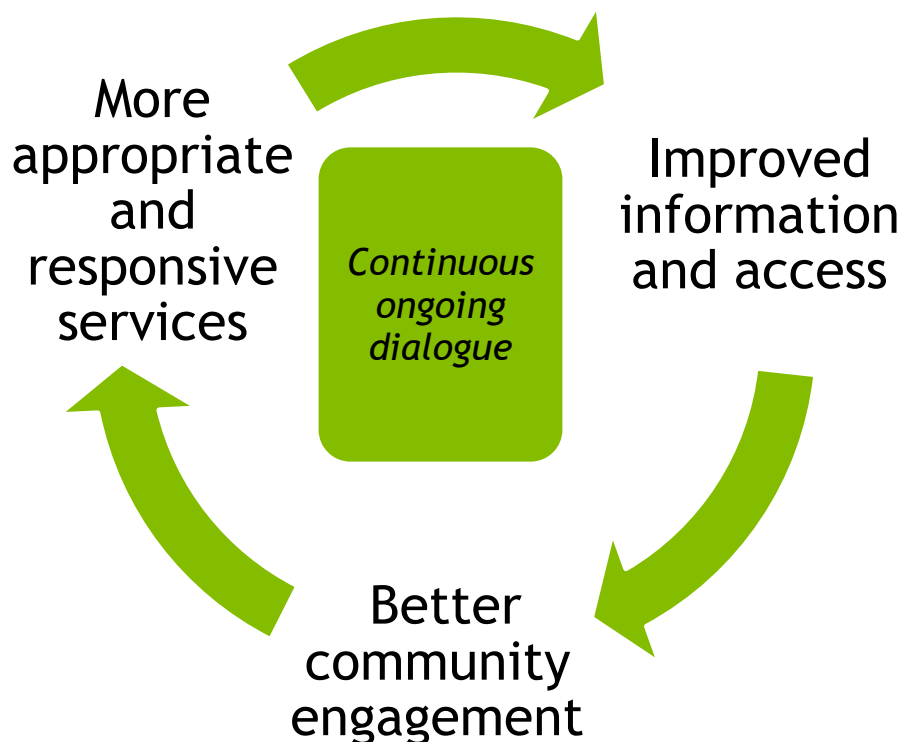 More
appropriate
and
responsive
services
Continuous
ongoing
dialogue
Improved
information
and access
Better
community
engagement